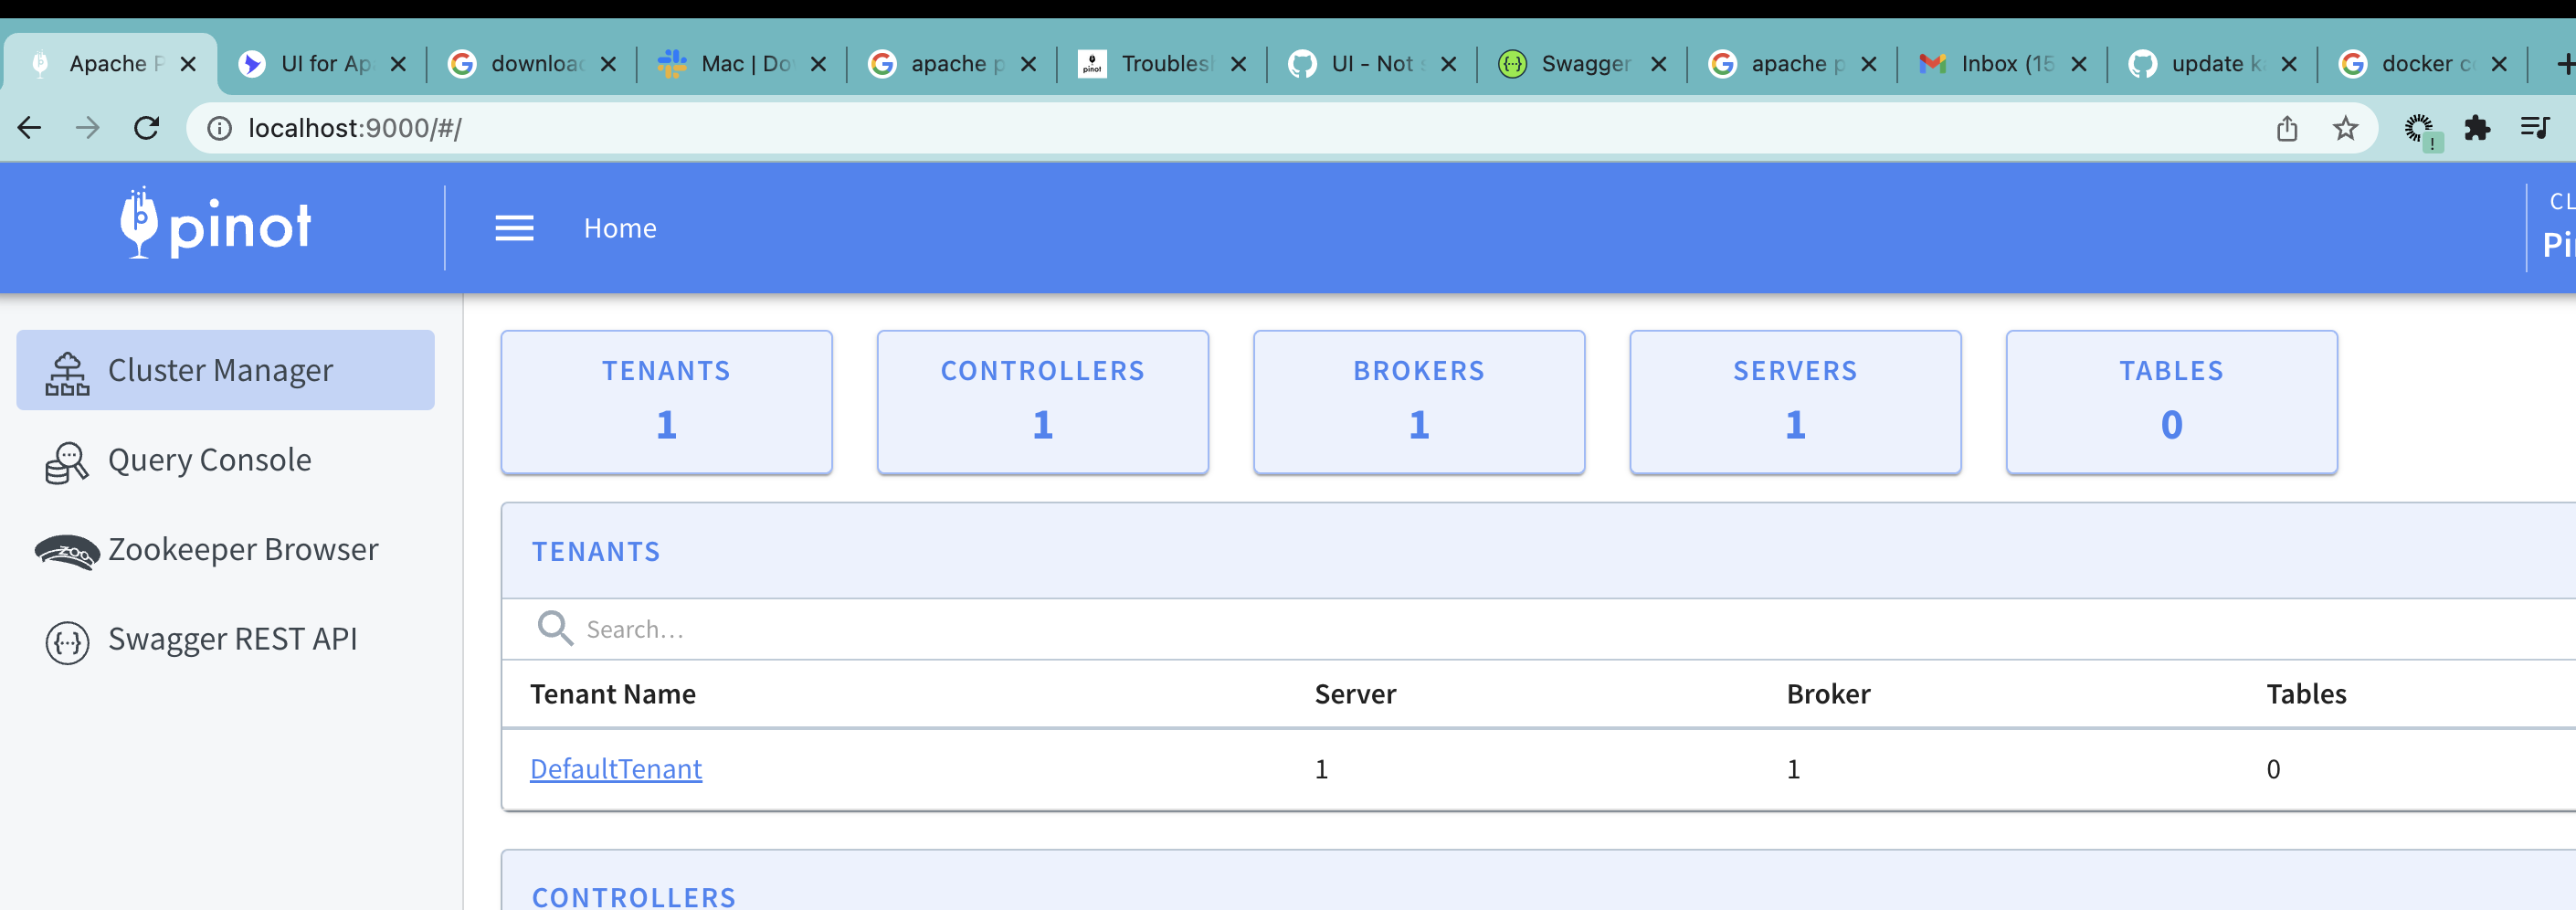 Apache P
UI for Ap
download
Mac | Do
apache p
Troubles
UI - Not
Swagger
apache p
Inbox (15
update k
docker c
localhost:9000/#/
pinot
Home
CL
Pi
Cluster Manager
Query Console
Zookeeper Browser
Swagger REST API
TENANTS
1
CONTROLLERS
1
BROKERS
1
SERVERS
1
TABLES
0
TENANTS
Search...
Tenant Name Server Broker Tables
DefaultTenant 1 1 0
CONTROLLERS